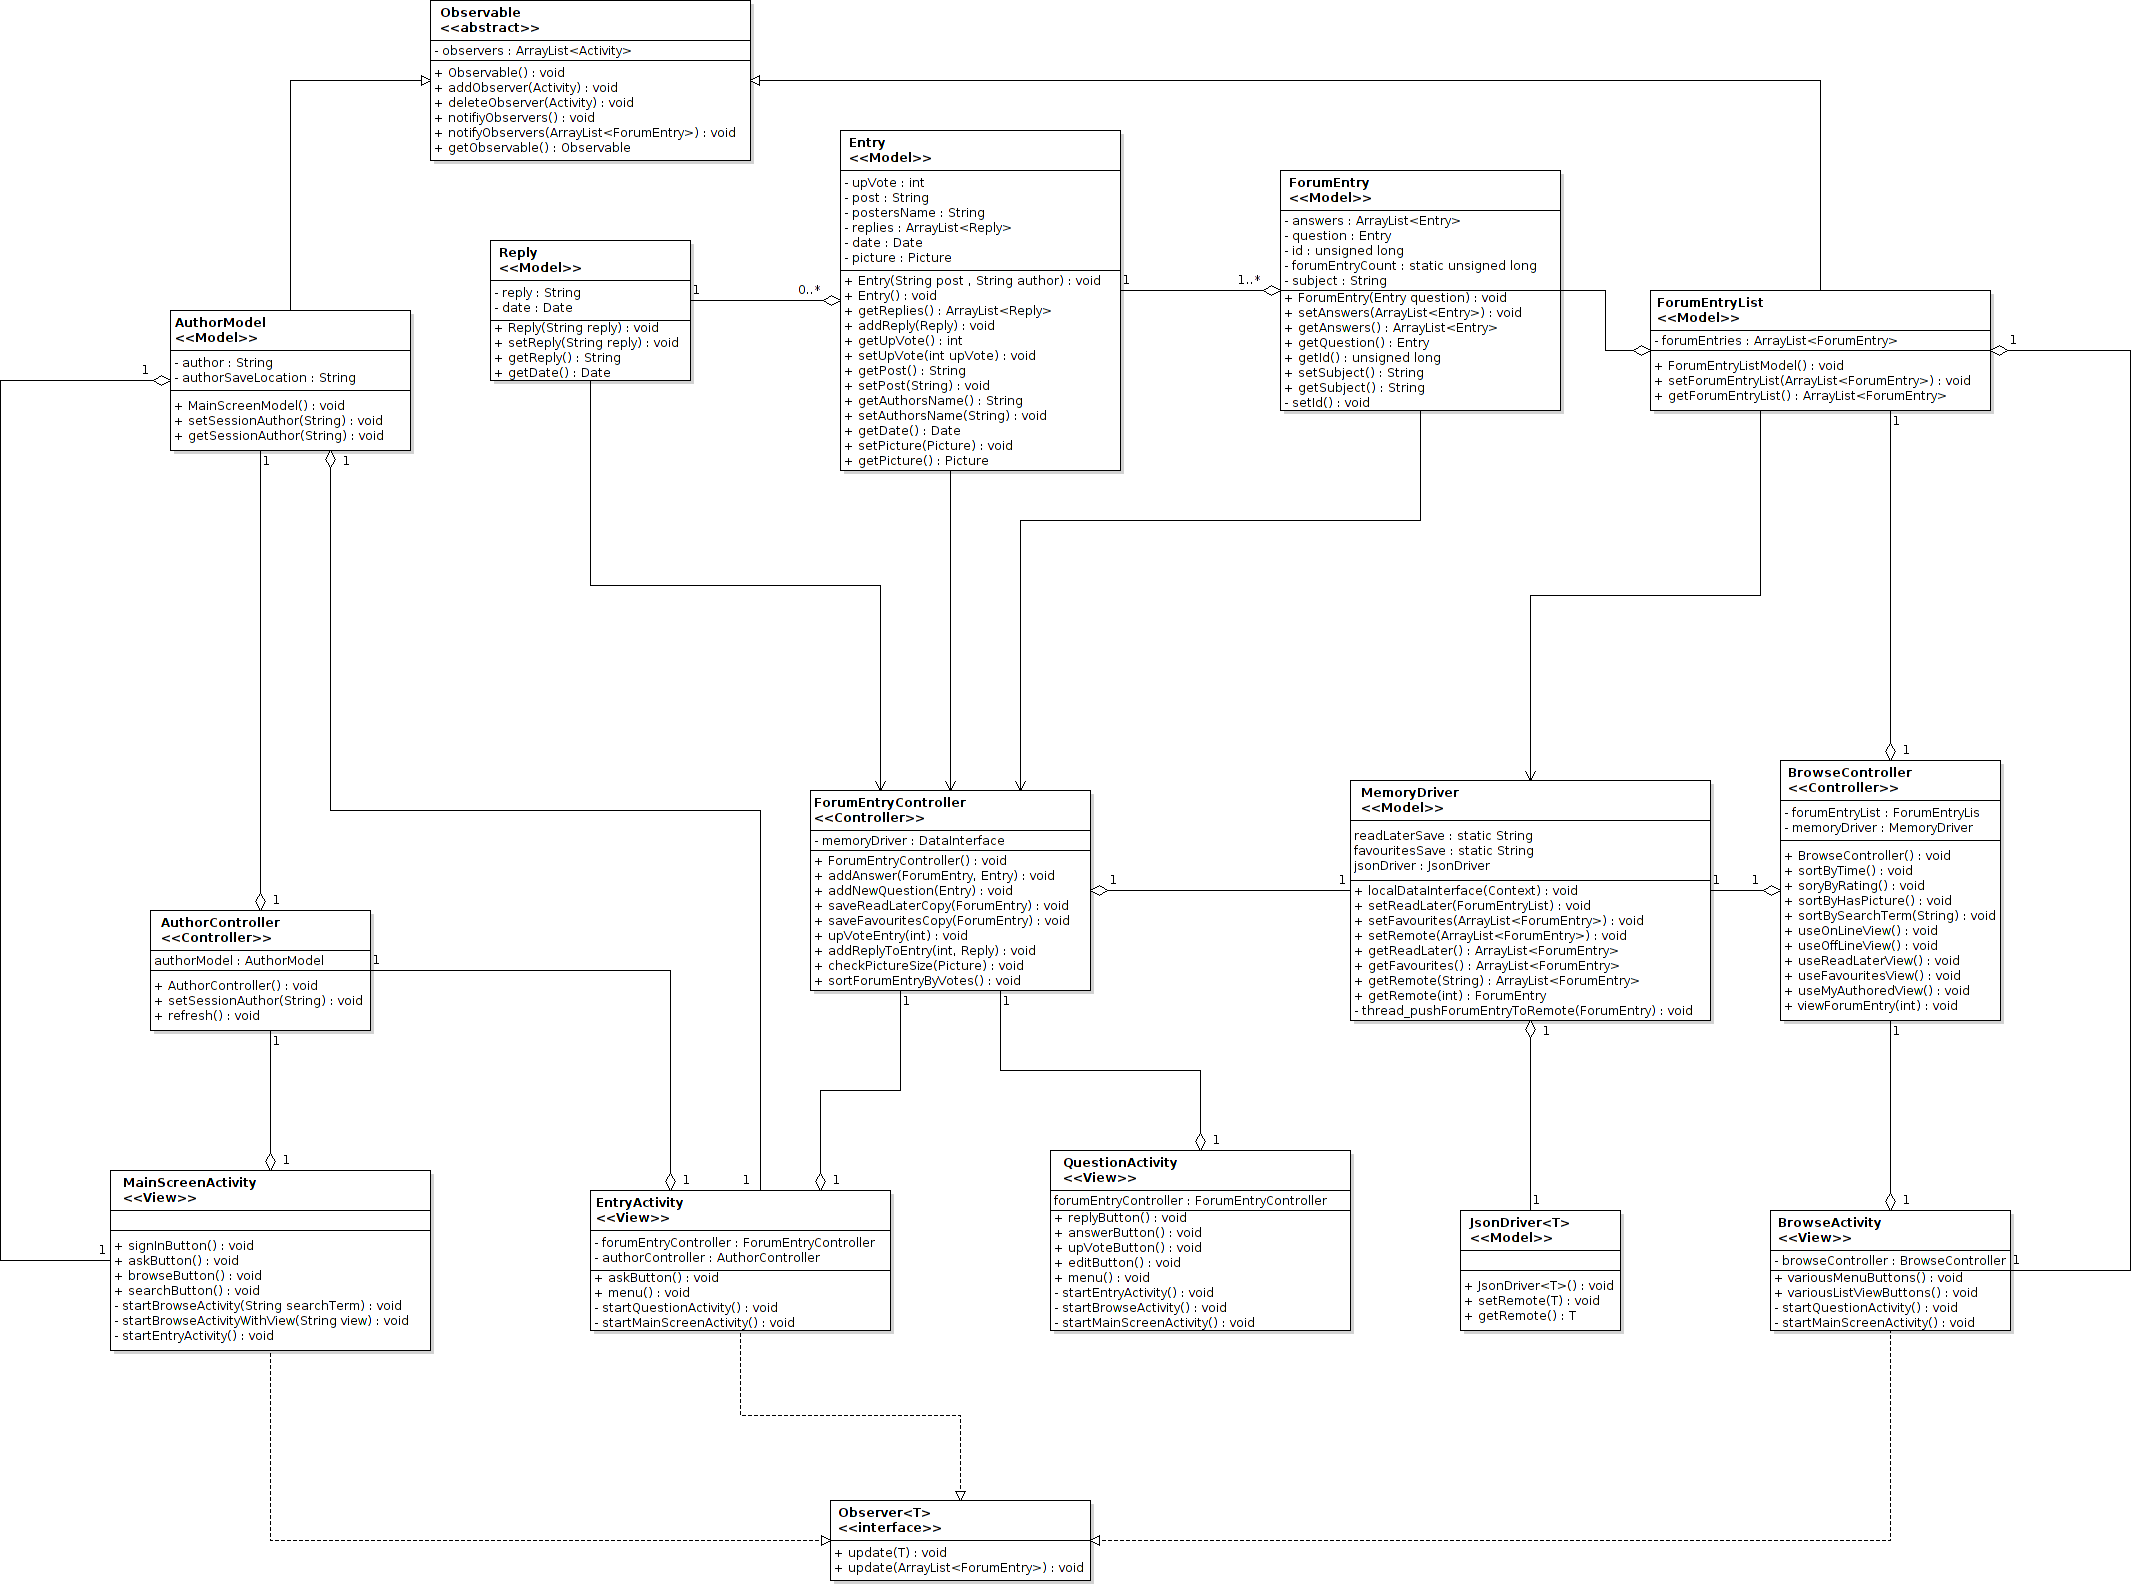 Observable
<<abstract>>
- observers : ArrayList<Activity>
+ Observable() : void
+ addObserver(Activity) : void
+ deleteObserver(Activity) : void
+ notifiyObservers() : void
+ notifyObservers(ArrayList<ForumEntry>) : void
+ getObservable() : Observable
Entry
<<Model>>
- upVote : int
- post : String
- postersName : String
- replies : ArrayList<Reply>
- date : Date
- picture : Picture
+ Entry(String post , String author) : void
+ Entry() : void
+ getReplies() : ArrayList<Reply>
+ addReply(Reply) : void
+ getUpVote() : int
+ setUpVote(int upVote) : void
+ getPost() : String
+ setPost(String) : void
+ getAuthorsName() : String
+ setAuthorsName(String) : void
+ getDate() : Date
+ setPicture(Picture) : void
+ getPicture() : Picture
1
1..*
ForumEntry
<<Model>>
- answers : ArrayList<Entry>
- question : Entry
- id : unsigned long
- forumEntryCount : static unsigned long
- subject : String
+ ForumEntry(Entry question) : void
+ setAnswers(ArrayList<Entry>) : void
+ getAnswers() : ArrayList<Entry>
+ getQuestion() : Entry
+ getId() : unsigned long
+ setSubject() : String
+ getSubject() : String
- setId() : void
Reply
<<Model>>
- reply : String
- date : Date
+ Reply(String reply) : void
+ setReply(String reply) : void
+ getReply() : String
+ getDate() : Date
1
0..*
ForumEntryList
<<Model>>
- forumEntries : ArrayList<ForumEntry>
+ ForumEntryListModel() : void
+ setForumEntryList(ArrayList<ForumEntry>) : void
+ getForumEntryList() : ArrayList<ForumEntry>
1
1
AuthorModel
<<Model>>
- author : String
- authorSaveLocation : String
+ MainScreenModel() : void
+ setSessionAuthor(String) : void
+ getSessionAuthor(String) : void
1
1
1
ForumEntryController
<<Controller>>
- memoryDriver : DataInterface
+ ForumEntryController() : void
+ addAnswer(ForumEntry, Entry) : void
+ addNewQuestion(Entry) : void
+ saveReadLaterCopy(ForumEntry) : void
+ saveFavouritesCopy(ForumEntry) : void
+ upVoteEntry(int) : void
+ addReplyToEntry(int, Reply) : void
+ checkPictureSize(Picture) : void
+ sortForumEntryByVotes() : void
1
1
1
1
MemoryDriver
<<Model>>
readLaterSave : static String
favouritesSave : static String
jsonDriver : JsonDriver
+ localDataInterface(Context) : void
+ setReadLater(ForumEntryList) : void
+ setFavourites(ArrayList<ForumEntry>) : void
+ setRemote(ArrayList<ForumEntry>) : void
+ getReadLater() : ArrayList<ForumEntry>
+ getFavourites() : ArrayList<ForumEntry>
+ getRemote(String) : ArrayList<ForumEntry>
+ getRemote(int) : ForumEntry
- thread_pushForumEntryToRemote(ForumEntry) : void
1
1
1
1
BrowseController
<<Controller>>
- forumEntryList : ForumEntryLis
- memoryDriver : MemoryDriver
+ BrowseController() : void
+ sortByTime() : void
+ soryByRating() : void
+ sortByHasPicture() : void
+ sortBySearchTerm(String) : void
+ useOnLineView() : void
+ useOffLineView() : void
+ useReadLaterView() : void
+ useFavouritesView() : void
+ useMyAuthoredView() : void
+ viewForumEntry(int) : void
1
1
AuthorController
<<Controller>>
authorModel : AuthorModel
+ AuthorController() : void
+ setSessionAuthor(String) : void
+ refresh() : void
1
1
1
MainScreenActivity
<<View>>
+ signInButton() : void
+ askButton() : void
+ browseButton() : void
+ searchButton() : void
- startBrowseActivity(String searchTerm) : void
- startBrowseActivityWithView(String view) : void
- startEntryActivity() : void
1
1
1
1
EntryActivity
<<View>>
- forumEntryController : ForumEntryController
- authorController : AuthorController
+ askButton() : void
+ menu() : void
- startQuestionActivity() : void
- startMainScreenActivity() : void
1
QuestionActivity
<<View>>
forumEntryController : ForumEntryController
+ replyButton() : void
+ answerButton() : void
+ upVoteButton() : void
+ editButton() : void
+ menu() : void
- startEntryActivity() : void
- startBrowseActivity() : void
- startMainScreenActivity() : void
1
JsonDriver<T>
<<Model>>
+ JsonDriver<T>() : void
+ setRemote(T) : void
+ getRemote() : T
1
BrowseActivity
<<View>>
- browseController : BrowseController
+ variousMenuButtons() : void
+ variousListViewButtons() : void
- startQuestionActivity() : void
- startMainScreenActivity() : void
1
Observer<T>
<<interface>>
+ update(T) : void
+ update(ArrayList<ForumEntry>) : void